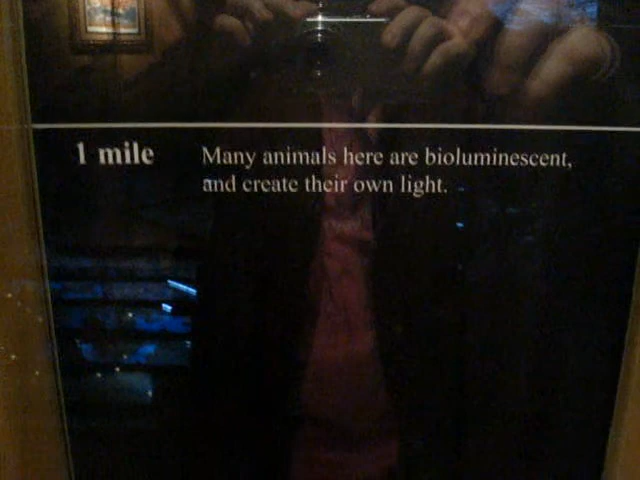 1 mile
Many animals here are bioluminescent,
and create their own light.